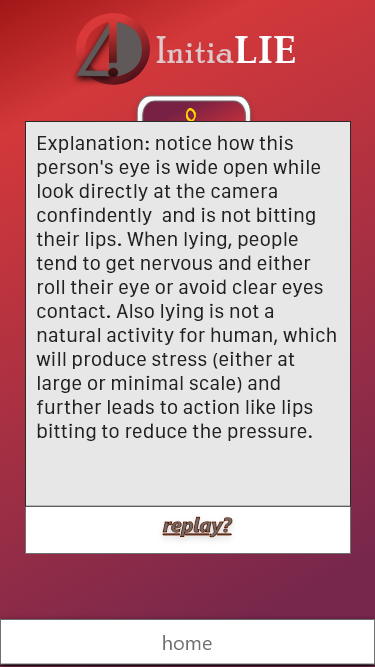 InitiaLIE
0
Explanation: notice how this
person's eye is wide open while
look directly at the camera
confindently  and is not bitting
their lips. When lying, people
tend to get nervous and either
roll their eye or avoid clear eyes
contact. Also lying is not a
natural activity for human, which
will produce stress (either at
large or minimal scale) and
further leads to action like lips
bitting to reduce the pressure.
replay?
home